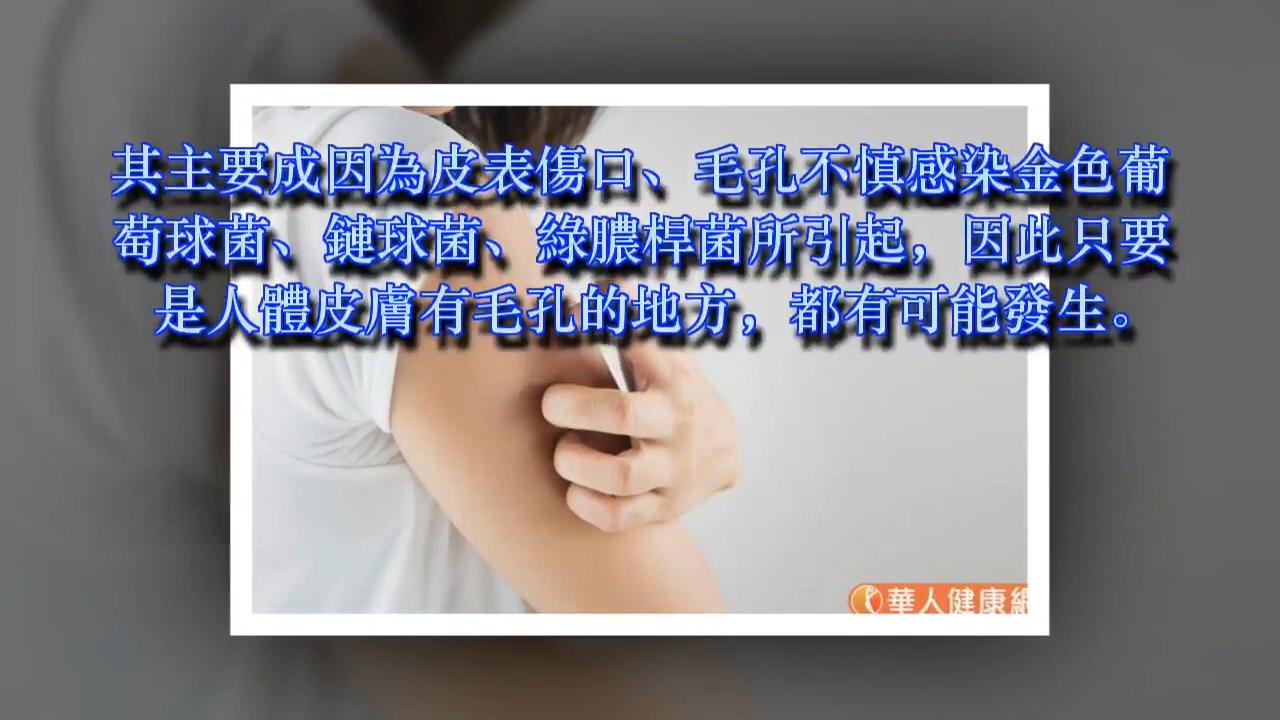 其主要成因為皮表傷口、毛孔不慎感染金色葡
萄球菌、鏈球菌、綠膿桿菌所引起，因此只要
是人體皮膚有毛孔的地方，都有可能發生。
華人健康網